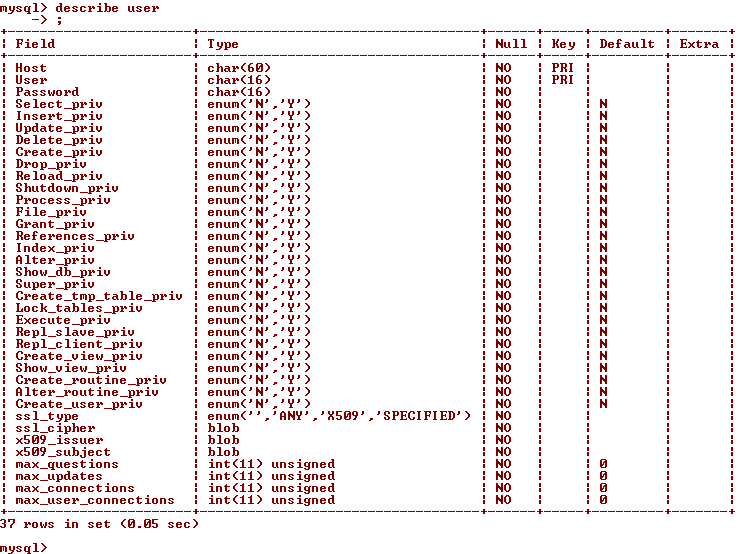 mysql> describe user
    -> ;
+-----------------------+-----------------------------------+------+-----+---------+-------+
| Field                 | Type                              | Null | Key | Default | Extra |
+-----------------------+-----------------------------------+------+-----+---------+-------+
| Host                  | char(60)                          | NO   | PRI |         |       |
| User                  | char(16)                          | NO   | PRI |         |       |
| Password              | char(16)                          | NO   |     |         |       |
| Select_priv           | enum('N','Y')                     | NO   |     | N       |       |
| Insert_priv           | enum('N','Y')                     | NO   |     | N       |       |
| Update_priv           | enum('N','Y')                     | NO   |     | N       |       |
| Delete_priv           | enum('N','Y')                     | NO   |     | N       |       |
| Create_priv           | enum('N','Y')                     | NO   |     | N       |       |
| Drop_priv             | enum('N','Y')                     | NO   |     | N       |       |
| Reload_priv           | enum('N','Y')                     | NO   |     | N       |       |
| Shutdown_priv         | enum('N','Y')                     | NO   |     | N       |       |
| Process_priv          | enum('N','Y')                     | NO   |     | N       |       |
| File_priv             | enum('N','Y')                     | NO   |     | N       |       |
| Grant_priv            | enum('N','Y')                     | NO   |     | N       |       |
| References_priv       | enum('N','Y')                     | NO   |     | N       |       |
| Index_priv            | enum('N','Y')                     | NO   |     | N       |       |
| Alter_priv            | enum('N','Y')                     | NO   |     | N       |       |
| Show_db_priv          | enum('N','Y')                     | NO   |     | N       |       |
| Super_priv            | enum('N','Y')                     | NO   |     | N       |       |
| Create_tmp_table_priv | enum('N','Y')                     | NO   |     | N       |       |
| Lock_tables_priv      | enum('N','Y')                     | NO   |     | N       |       |
| Execute_priv          | enum('N','Y')                     | NO   |     | N       |       |
| Repl_slave_priv       | enum('N','Y')                     | NO   |     | N       |       |
| Repl_client_priv      | enum('N','Y')                     | NO   |     | N       |       |
| Create_view_priv      | enum('N','Y')                     | NO   |     | N       |       |
| Show_view_priv        | enum('N','Y')                     | NO   |     | N       |       |
| Create_routine_priv   | enum('N','Y')                     | NO   |     | N       |       |
| Alter_routine_priv    | enum('N','Y')                     | NO   |     | N       |       |
| Create_user_priv      | enum('N','Y')                     | NO   |     | N       |       |
| ssl_type              | enum('','ANY','X509','SPECIFIED') | NO   |     |         |       |
| ssl_cipher            | blob                              | NO   |     |         |       |
| x509_issuer           | blob                              | NO   |     |         |       |
| x509_subject          | blob                              | NO   |     |         |       |
| max_questions         | int(11) unsigned                  | NO   |     | 0       |       |
| max_updates           | int(11) unsigned                  | NO   |     | 0       |       |
| max_connections       | int(11) unsigned                  | NO   |     | 0       |       |
| max_user_connections  | int(11) unsigned                  | NO   |     | 0       |       |
+-----------------------+-----------------------------------+------+-----+---------+-------+
37 rows in set (0.05 sec)
mysql>